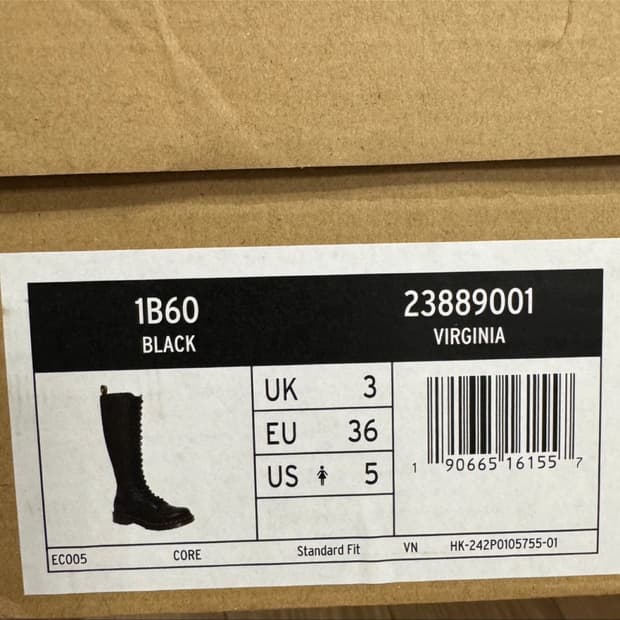 1B60
BLACK
23889001
VIRGINIA
UK 3
EU 36
US 5
1 90665 16155 7
EC005
CORE
Standard Fit
VN
HK-242P0105755-01